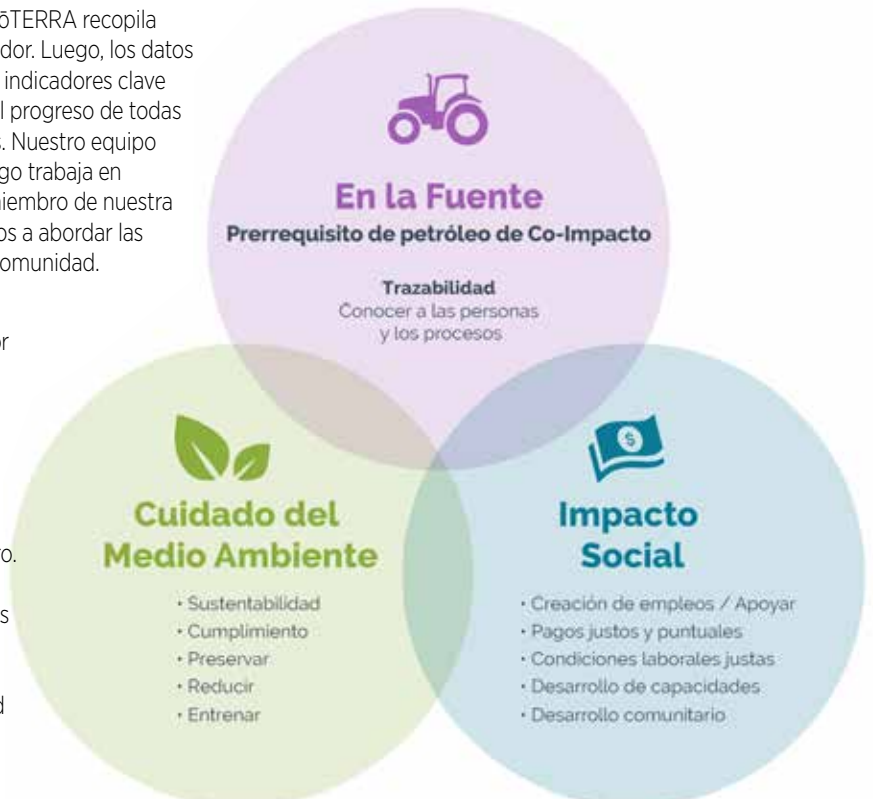 ōTERRA recopila
dor. Luego, los datos
indicadores clave
l progreso de todas
s. Nuestro equipo
go trabaja en
iembro de nuestra
os a abordar las
omunidad.
or
o.
s
d
En la Fuente
Prerrequisito de petróleo de Co-Impacto
Trazabilidad
Conocer a las personas
y los procesos
Cuidado del
Medio Ambiente
• Sustentabilidad
• Cumplimiento
• Preservar
• Reducir
• Entrenar
$
Impacto
Social
• Creación de empleos / Apoyar
• Pagos justos y puntuales
• Condiciones laborales justas
• Desarrollo de capacidades
• Desarrollo comunitario